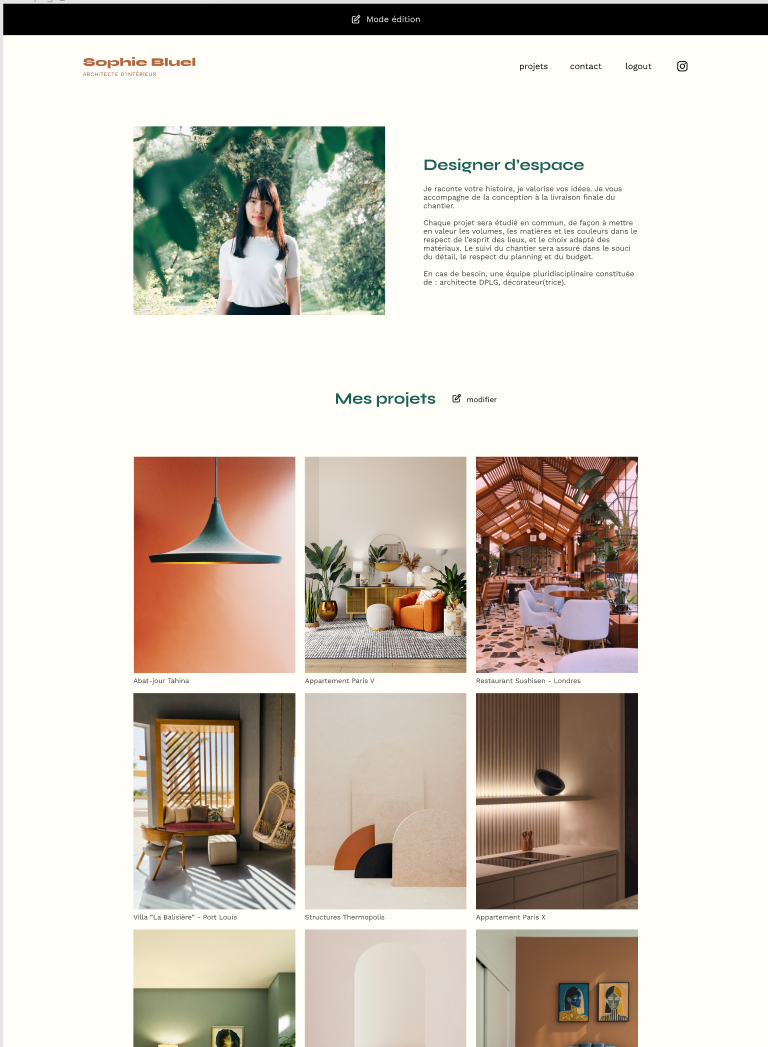 Mode édition
Sophie Bluel
ARCHITECTE D'INTÉRIEUR
projets
contact
logout
Designer d'espace
Je raconte votre histoire, je valorise vos idées. Je vous
accompagne de la conception à la livraison finale du
chantier.
Chaque projet sera étudié en commun, de façon à mettre
en valeur les volumes, les matières et les couleurs dans le
respect de l'esprit des lieux, et le choix adapté des
matériaux. Le suivi du chantier sera assuré dans le souci
du détail, le respect du planning et du budget.
En cas de besoin, une équipe pluridisciplinaire constituée
de : architecte DPLG, décorateur(trice).
Mes projets
modifier
Abat-jour Tahina
Appartement Paris V
Restaurant Sushisen - Londres
Villa "La Balisière" - Port Louis
Structures Thermopolis
Appartement Paris X